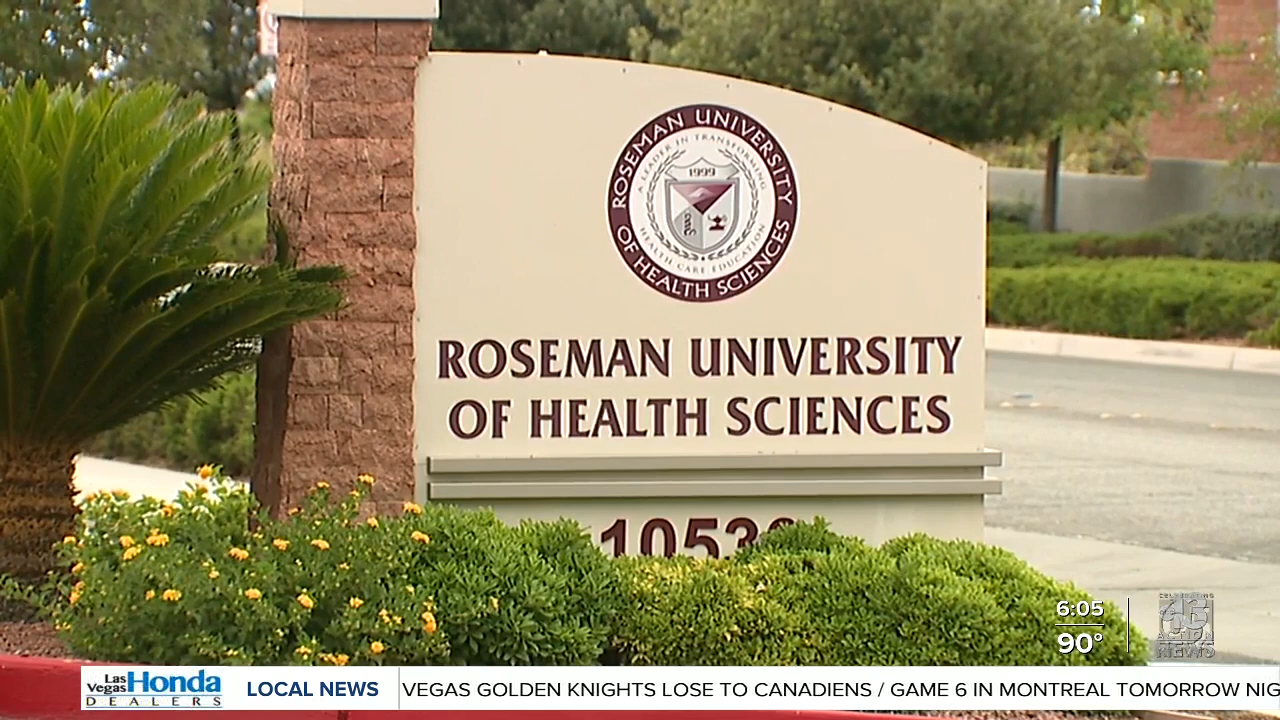 ROSEMAN UNIVERSITY
OF HEALTH SCIENCES
A LEADER IN TRANSFORMING
HEALTH CARE EDUCATION
1999
ROSEMAN UNIVERSITY
OF HEALTH SCIENCES
6:05
90°
CELEBRATING
ACTION
NEWS
Las Vegas Honda
DEALERS
LOCAL NEWS
VEGAS GOLDEN KNIGHTS LOSE TO CANADIENS / GAME 6 IN MONTREAL TOMORROW NIG